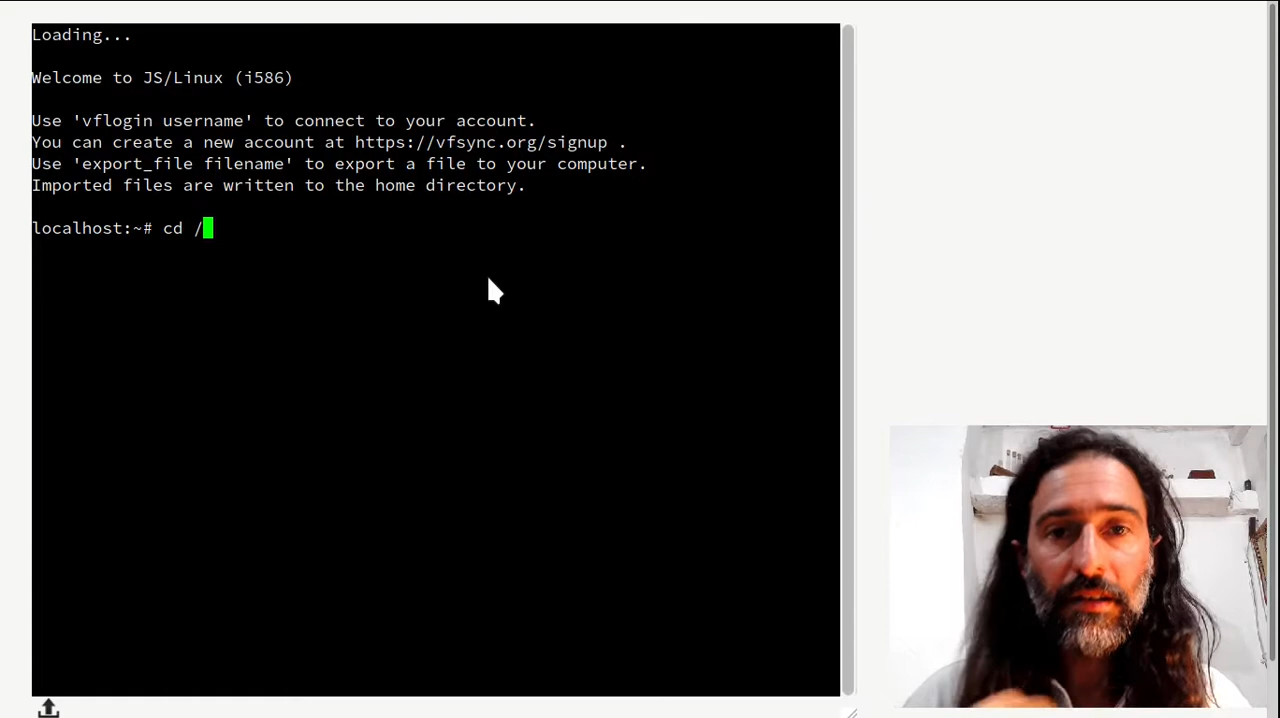 Loading...
Welcome to JS/Linux (i586)
Use 'vflogin username' to connect to your account.
You can create a new account at https://vfsync.org/signup .
Use 'export_file filename' to export a file to your computer.
Imported files are written to the home directory.
localhost:~# cd /